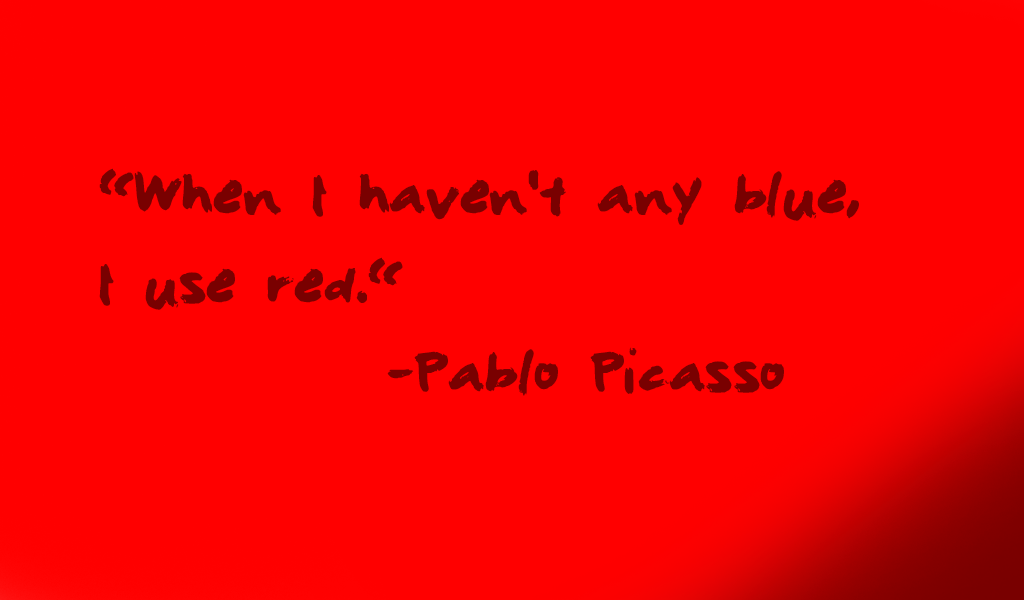 “When I haven't any blue,
I use red.“
-Pablo Picasso